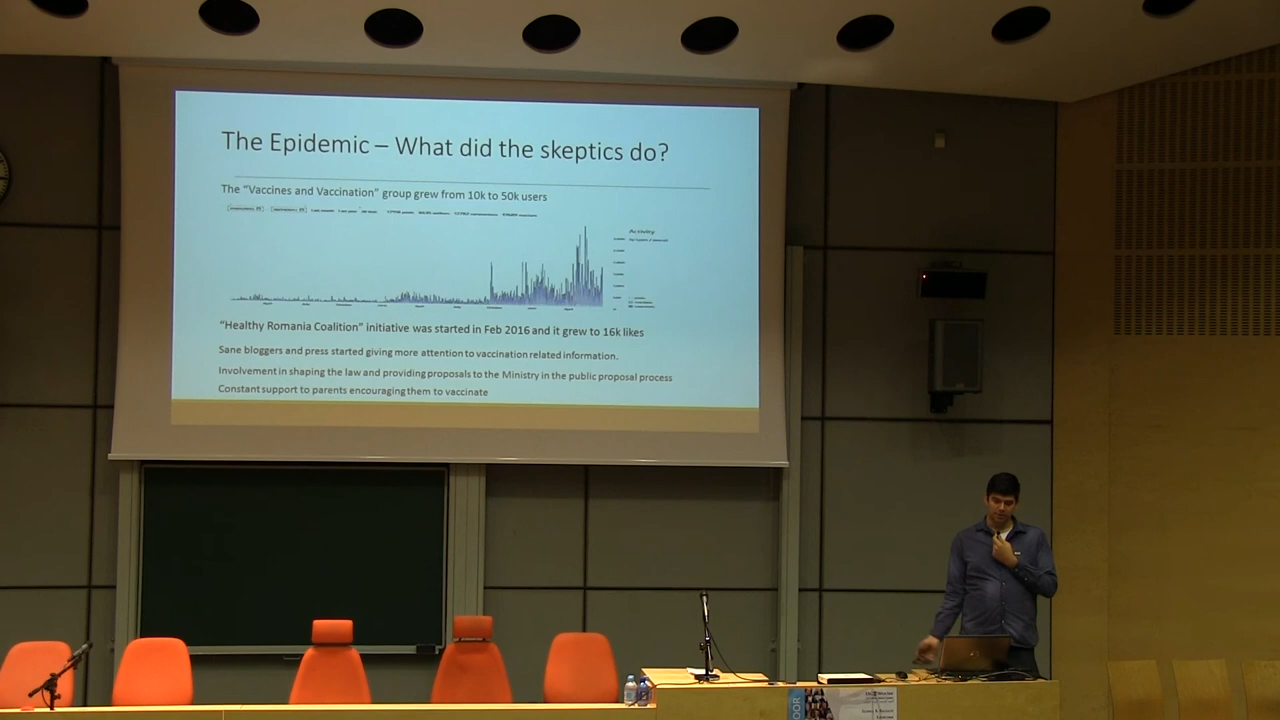 The Epidemic – What did the skeptics do?
The “Vaccines and Vaccination” group grew from 10k to 50k users
Activity
“Healthy Romania Coalition” initiative was started in Feb 2016 and it grew to 16k likes
Sane bloggers and press started giving more attention to vaccination related information.
Involvement in shaping the law and providing proposals to the Ministry in the public proposal process
Constant support to parents encouraging them to vaccinate